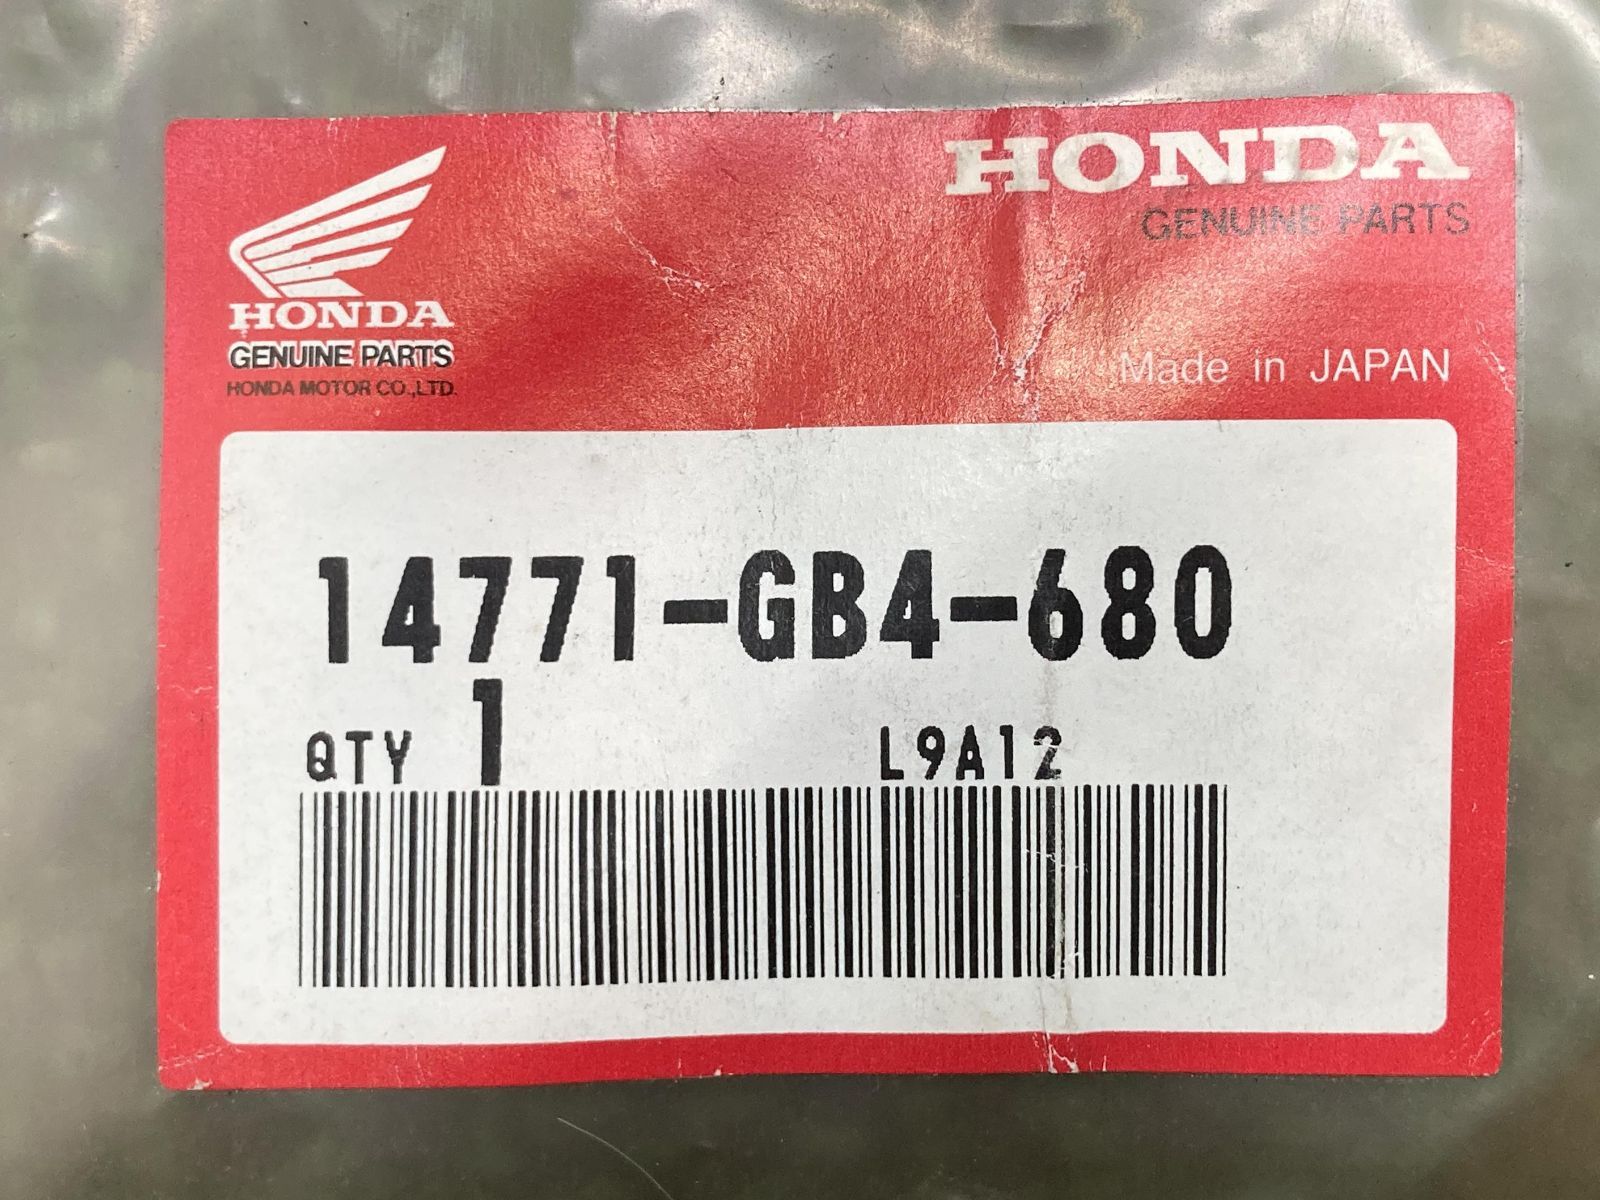 HONDA
GENUINE PARTS
HONDA
GENUINE PARTS
HONDA MOTOR CO.,LTD.
Made in JAPAN
14771-GB4-680
QTY 1 L9A12